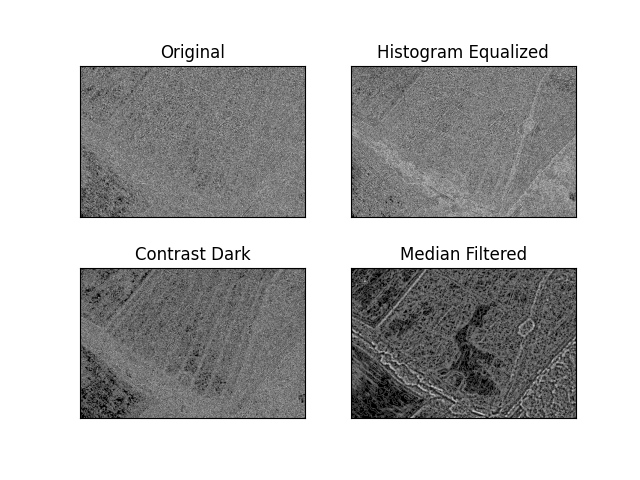 Original
Histogram Equalized
Contrast Dark
Median Filtered